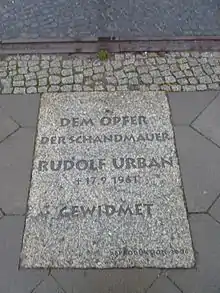 DEM OPFER
DER SCHANDMAUER
RUDOLF URBAN
† 17.9.1961
GEWIDMET